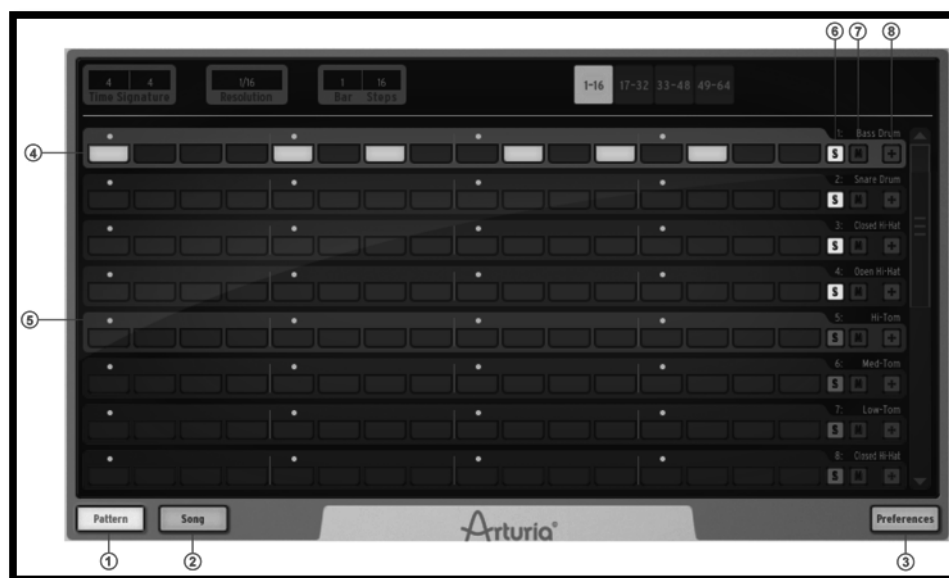 ⑥ ⑦ ⑧
4 4 1/16 1 16 1-16 17-32 33-48 49-64
Time Signature Resolution Bar Steps
1: Bass Drum
④ S M +
2: Snare Drum
S M +
3: Closed Hi-Hat
S M +
4: Open Hi-Hat
S M +
⑤ 5: Hi-Tom
S M +
6: Med-Tom
S M +
7: Low-Tom
S M +
8: Closed Hi-Hat
S M +
Pattern Song Arturia® Preferences
① ② ③